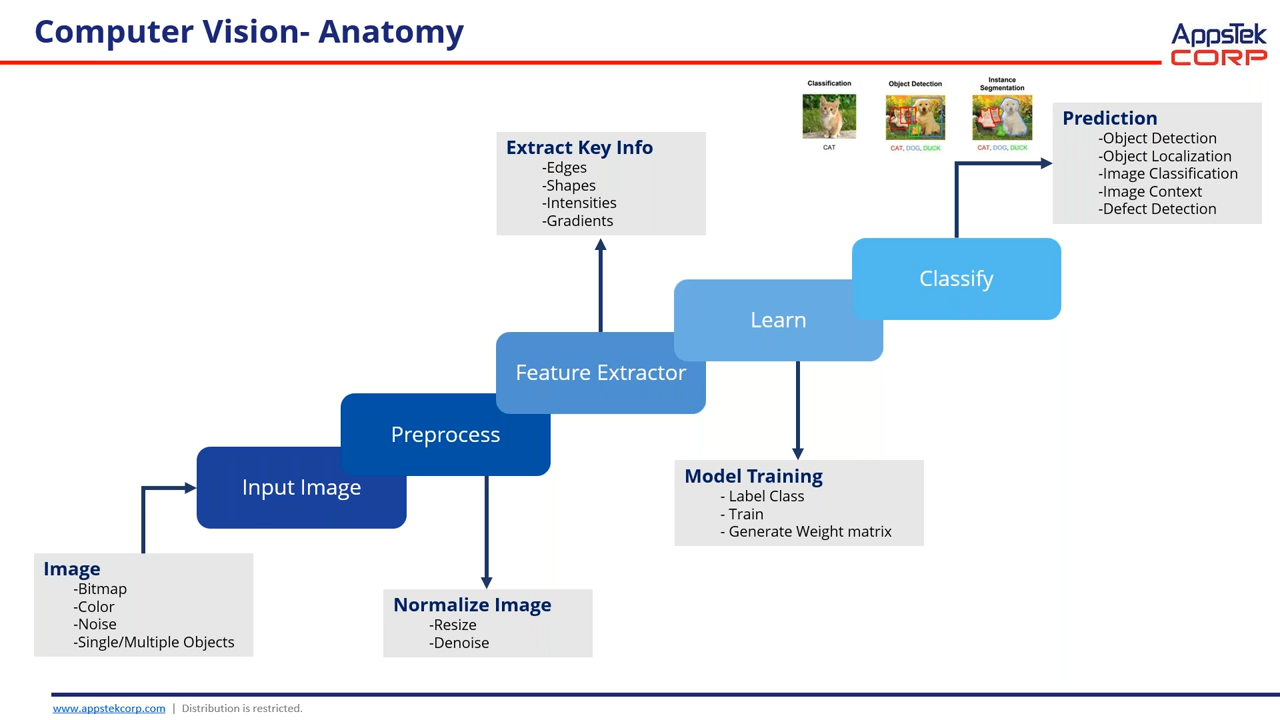 Computer Vision- Anatomy
AppsTek
CORP
Classification
CAT
Object Detection
CAT, DOG, DUCK
Instance
Segmentation
CAT, DOG, DUCK
Prediction
-Object Detection
-Object Localization
-Image Classification
-Image Context
-Defect Detection
Extract Key Info
-Edges
-Shapes
-Intensities
-Gradients
Classify
Learn
Feature Extractor
Preprocess
Input Image
Model Training
- Label Class
- Train
- Generate Weight matrix
Image
-Bitmap
-Color
-Noise
-Single/Multiple Objects
Normalize Image
-Resize
-Denoise
www.appstekcorp.com | Distribution is restricted.